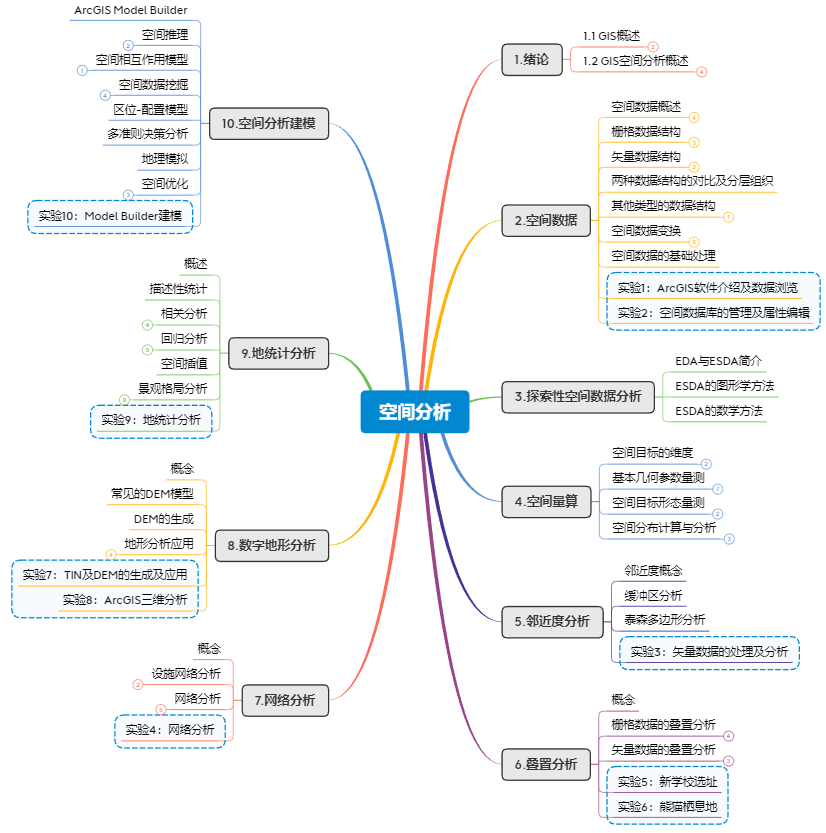 空间分析
1.绪论
1.1 GIS概述
2
1.2 GIS空间分析概述
4
2.空间数据
空间数据概述
4
栅格数据结构
3
矢量数据结构
3
两种数据结构的对比及分层组织
其他类型的数据结构
1
空间数据变换
3
空间数据的基础处理
实验1：ArcGIS软件介绍及数据浏览
实验2：空间数据库的管理及属性编辑
3.探索性空间数据分析
EDA与ESDA简介
ESDA的图形学方法
ESDA的数学方法
4.空间量算
空间目标的维度
2
基本几何参数量测
7
空间目标形态量测
2
空间分布计算与分析
3
5.邻近度分析
邻近度概念
缓冲区分析
泰森多边形分析
实验3：矢量数据的处理及分析
6.叠置分析
概念
栅格数据的叠置分析
4
矢量数据的叠置分析
3
实验5：新学校选址
实验6：熊猫栖息地
7.网络分析
概念
设施网络分析
2
网络分析
5
实验4：网络分析
8.数字地形分析
概念
常见的DEM模型
DEM的生成
地形分析应用
4
实验7：TIN及DEM的生成及应用
实验8：ArcGIS三维分析
9.地统计分析
概述
描述性统计
相关分析
4
回归分析
5
空间插值
景观格局分析
9
实验9：地统计分析
10.空间分析建模
ArcGIS Model Builder
空间推理
2
空间相互作用模型
1
空间数据挖掘
4
区位-配置模型
多准则决策分析
地理模拟
空间优化
3
实验10：Model Builder建模